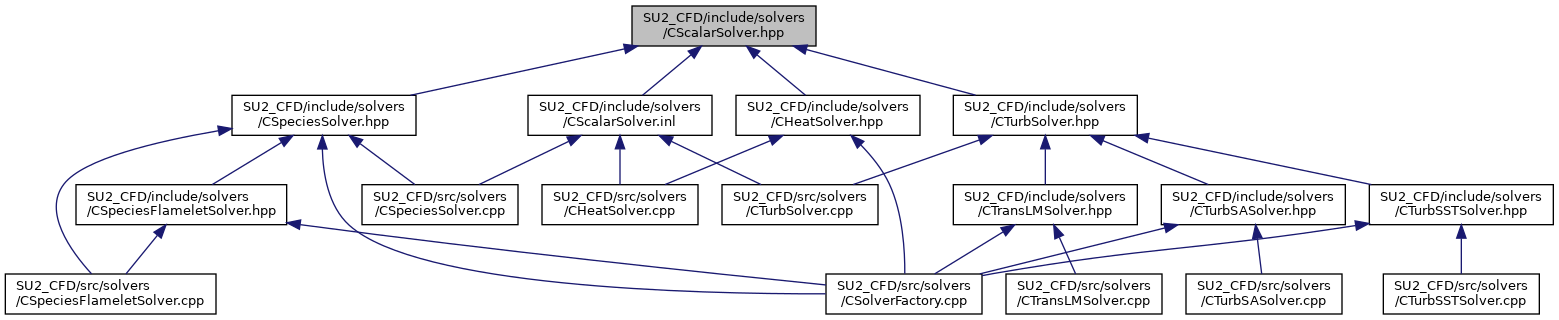 SU2_CFD/include/solvers
/CScalarSolver.hpp
SU2_CFD/include/solvers
/CSpeciesSolver.hpp
SU2_CFD/include/solvers
/CScalarSolver.inl
SU2_CFD/include/solvers
/CHeatSolver.hpp
SU2_CFD/include/solvers
/CTurbSolver.hpp
SU2_CFD/include/solvers
/CSpeciesFlameletSolver.hpp
SU2_CFD/src/solvers
/CSpeciesSolver.cpp
SU2_CFD/src/solvers
/CHeatSolver.cpp
SU2_CFD/src/solvers
/CTurbSolver.cpp
SU2_CFD/include/solvers
/CTransLMSolver.hpp
SU2_CFD/include/solvers
/CTurbSASolver.hpp
SU2_CFD/include/solvers
/CTurbSSTSolver.hpp
SU2_CFD/src/solvers
/CSpeciesFlameletSolver.cpp
SU2_CFD/src/solvers
/CSolverFactory.cpp
SU2_CFD/src/solvers
/CTransLMSolver.cpp
SU2_CFD/src/solvers
/CTurbSASolver.cpp
SU2_CFD/src/solvers
/CTurbSSTSolver.cpp